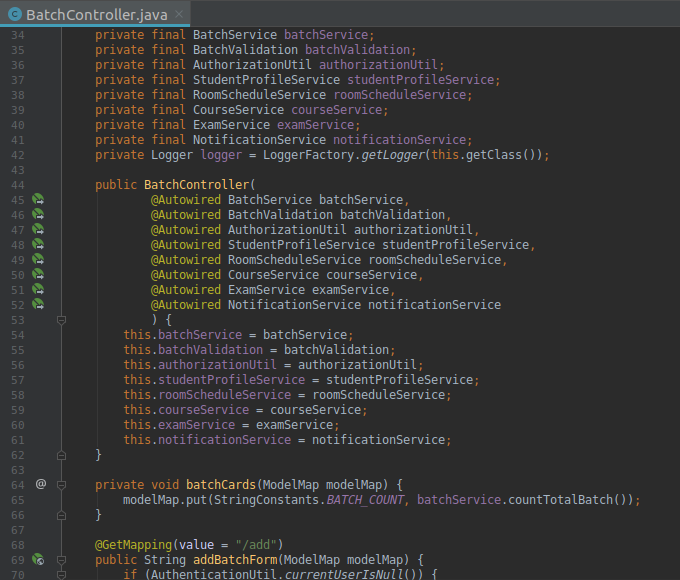 BatchController.java
34 private final BatchService batchService;
35 private final BatchValidation batchValidation;
36 private final AuthorizationUtil authorizationUtil;
37 private final StudentProfileService studentProfileService;
38 private final RoomScheduleService roomScheduleService;
39 private final CourseService courseService;
40 private final ExamService examService;
41 private final NotificationService notificationService;
42 private Logger logger = LoggerFactory.getLogger(this.getClass());
43
44 public BatchController(
45 @Autowired BatchService batchService,
46 @Autowired BatchValidation batchValidation,
47 @Autowired AuthorizationUtil authorizationUtil,
48 @Autowired StudentProfileService studentProfileService,
49 @Autowired RoomScheduleService roomScheduleService,
50 @Autowired CourseService courseService,
51 @Autowired ExamService examService,
52 @Autowired NotificationService notificationService
53 ) {
54 this.batchService = batchService;
55 this.batchValidation = batchValidation;
56 this.authorizationUtil = authorizationUtil;
57 this.studentProfileService = studentProfileService;
58 this.roomScheduleService = roomScheduleService;
59 this.courseService = courseService;
60 this.examService = examService;
61 this.notificationService = notificationService;
62 }
63
64 @ private void batchCards(ModelMap modelMap) {
65 modelMap.put(StringConstants.BATCH_COUNT, batchService.countTotalBatch());
66 }
67
68 @GetMapping(value = "/add")
69 public String addBatchForm(ModelMap modelMap) {
70 if (AuthenticationUtil.currentUserIsNull()) {